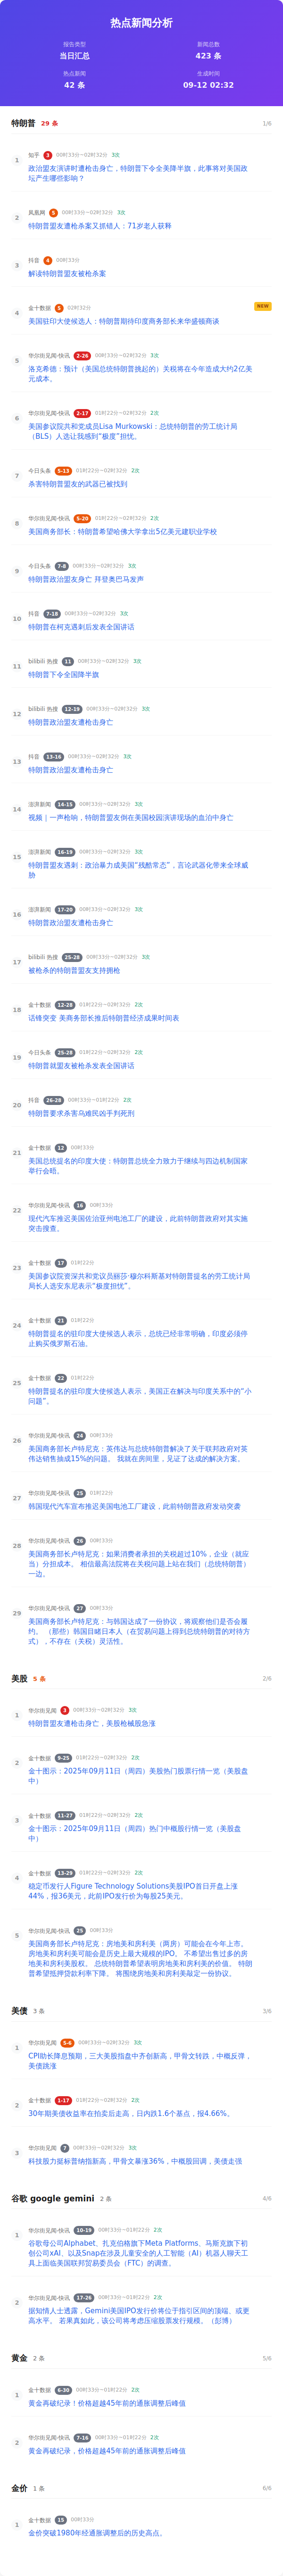 热点新闻分析
报告类型
当日汇总
新闻总数
423 条
热点新闻
42 条
生成时间
09-12 02:32
特朗普 29 条 1/6
1
知乎 3 00时33分~02时32分 3次
政治盟友演讲时遭枪击身亡，特朗普下令全美降半旗，此事将对美国政
坛产生哪些影响？
2
凤凰网 5 00时33分~02时32分 3次
特朗普盟友遭枪杀案又抓错人：71岁老人获释
3
抖音 4 00时33分
解读特朗普盟友被枪杀案
4
金十数据 5 02时32分 NEW
美国驻印大使候选人：特朗普期待印度商务部长来华盛顿商谈
5
华尔街见闻-快讯 2-26 00时33分~02时32分 3次
洛克希德：预计（美国总统特朗普挑起的）关税将在今年造成大约2亿美
元成本。
6
华尔街见闻-快讯 2-17 01时22分~02时32分 2次
美国参议院共和党成员Lisa Murkowski：总统特朗普的劳工统计局
（BLS）人选让我感到“极度”担忧。
7
今日头条 5-13 01时22分~02时32分 2次
杀害特朗普盟友的武器已被找到
8
华尔街见闻-快讯 5-20 01时22分~02时32分 2次
美国商务部长：特朗普希望哈佛大学拿出5亿美元建职业学校
9
今日头条 7-8 00时33分~02时32分 3次
特朗普政治盟友身亡 拜登奥巴马发声
10
抖音 7-18 00时33分~02时32分 3次
特朗普在柯克遇刺后发表全国讲话
11
bilibili 热搜 11 00时33分~02时32分 3次
特朗普下令全国降半旗
12
bilibili 热搜 12-19 00时33分~02时32分 3次
特朗普政治盟友遭枪击身亡
13
抖音 13-16 00时33分~02时32分 3次
特朗普政治盟友遭枪击身亡
14
澎湃新闻 14-15 00时33分~02时32分 3次
视频｜一声枪响，特朗普盟友倒在美国校园演讲现场的血泊中身亡
15
澎湃新闻 16-19 00时33分~02时32分 3次
特朗普盟友遇刺：政治暴力成美国“残酷常态”，言论武器化带来全球威
胁
16
澎湃新闻 17-20 00时33分~02时32分 3次
特朗普政治盟友遭枪击身亡
17
bilibili 热搜 25-28 00时33分~02时32分 3次
被枪杀的特朗普盟友支持拥枪
18
金十数据 12-28 01时22分~02时32分 2次
话锋突变 美商务部长推后特朗普经济成果时间表
19
今日头条 25-28 01时22分~02时32分 2次
特朗普就盟友被枪杀发表全国讲话
20
抖音 26-28 00时33分~01时22分 2次
特朗普要求杀害乌难民凶手判死刑
21
金十数据 12 00时33分
美国总统提名的印度大使：特朗普总统全力致力于继续与四边机制国家
举行会晤。
22
华尔街见闻-快讯 16 00时33分
现代汽车推迟美国佐治亚州电池工厂的建设，此前特朗普政府对其实施
突击搜查。
23
金十数据 17 01时22分
美国参议院资深共和党议员丽莎·穆尔科斯基对特朗普提名的劳工统计局
局长人选安东尼表示“极度担忧”。
24
金十数据 21 01时22分
特朗普提名的驻印度大使候选人表示，总统已经非常明确，印度必须停
止购买俄罗斯石油。
25
金十数据 22 01时22分
特朗普提名的驻印度大使候选人表示，美国正在解决与印度关系中的“小
问题”。
26
华尔街见闻-快讯 24 00时33分
美国商务部长卢特尼克：英伟达与总统特朗普解决了关于联邦政府对英
伟达销售抽成15%的问题。 我就在房间里，见证了达成的解决方案。
27
华尔街见闻-快讯 25 01时22分
韩国现代汽车宣布推迟美国电池工厂建设，此前特朗普政府发动突袭
28
华尔街见闻-快讯 26 00时33分
美国商务部长卢特尼克：如果消费者承担的关税超过10%，企业（就应
当）分担成本。 相信最高法院将在关税问题上站在我们（总统特朗普）
一边。
29
华尔街见闻-快讯 27 00时33分
美国商务部长卢特尼克：与韩国达成了一份协议，将观察他们是否会履
约。 （那些）韩国目睹日本人（在贸易问题上得到总统特朗普的对待方
式），不存在（关税）灵活性。
美股 5 条 2/6
1
华尔街见闻 3 00时33分~02时32分 3次
特朗普盟友遭枪击身亡，美股枪械股急涨
2
金十数据 9-25 01时22分~02时32分 2次
金十图示：2025年09月11日（周四）美股热门股票行情一览（美股盘
中）
3
金十数据 11-27 01时22分~02时32分 2次
金十图示：2025年09月11日（周四）热门中概股行情一览（美股盘
中）
4
金十数据 13-29 01时22分~02时32分 2次
稳定币发行人Figure Technology Solutions美股IPO首日开盘上涨
44%，报36美元，此前IPO发行价为每股25美元。
5
华尔街见闻-快讯 25 00时33分
美国商务部长卢特尼克：房地美和房利美（两房）可能会在今年上市。
房地美和房利美可能会是历史上最大规模的IPO。 不希望出售过多的房
地美和房利美股权。 总统特朗普希望表明房地美和房利美的价值。 特朗
普希望抵押贷款利率下降。 将围绕房地美和房利美敲定一份协议。
美债 3 条 3/6
1
华尔街见闻 5-6 00时33分~02时32分 3次
CPI助长降息预期，三大美股指盘中齐创新高，甲骨文转跌，中概反弹，
美债跳涨
2
金十数据 1-17 01时22分~02时32分 2次
30年期美债收益率在拍卖后走高，日内跌1.6个基点，报4.66%。
3
华尔街见闻 7 00时33分~02时32分 3次
科技股力挺标普纳指新高，甲骨文暴涨36%，中概股回调，美债走强
谷歌 google gemini 2 条 4/6
1
华尔街见闻-快讯 10-19 00时33分~01时22分 2次
谷歌母公司Alphabet、扎克伯格旗下Meta Platforms、马斯克旗下初
创公司xAI、以及Snap在涉及儿童安全的人工智能（AI）机器人聊天工
具上面临美国联邦贸易委员会（FTC）的调查。
2
华尔街见闻-快讯 17-26 00时33分~01时22分 2次
据知情人士透露，Gemini美国IPO发行价将位于指引区间的顶端、或更
高水平。 若果真如此，该公司将考虑压缩股票发行规模。（彭博）
黄金 2 条 5/6
1
金十数据 6-30 00时33分~01时22分 2次
黄金再破纪录！价格超越45年前的通胀调整后峰值
2
华尔街见闻-快讯 7-16 00时33分~01时22分 2次
黄金再破纪录，价格超越45年前的通胀调整后峰值
金价 1 条 6/6
1
金十数据 15 00时33分
金价突破1980年经通胀调整后的历史高点。